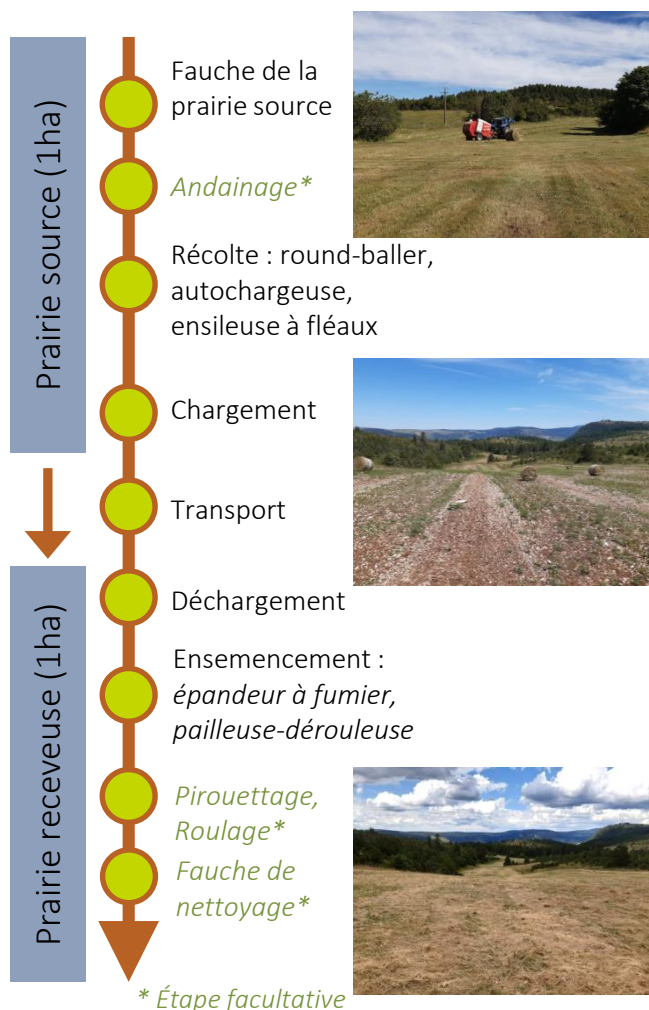 Prairie source (1ha)
Fauche de la
prairie source
Andainage*
Récolte : round-baller,
autochargeuse,
ensileuse à fléaux
Chargement
Transport
Prairie receveuse (1ha)
Déchargement
Ensemencement :
épandeur à fumier,
pailleuse-dérouleuse
Pirouettage,
Roulage*
Fauche de
nettoyage*
* Étape facultative